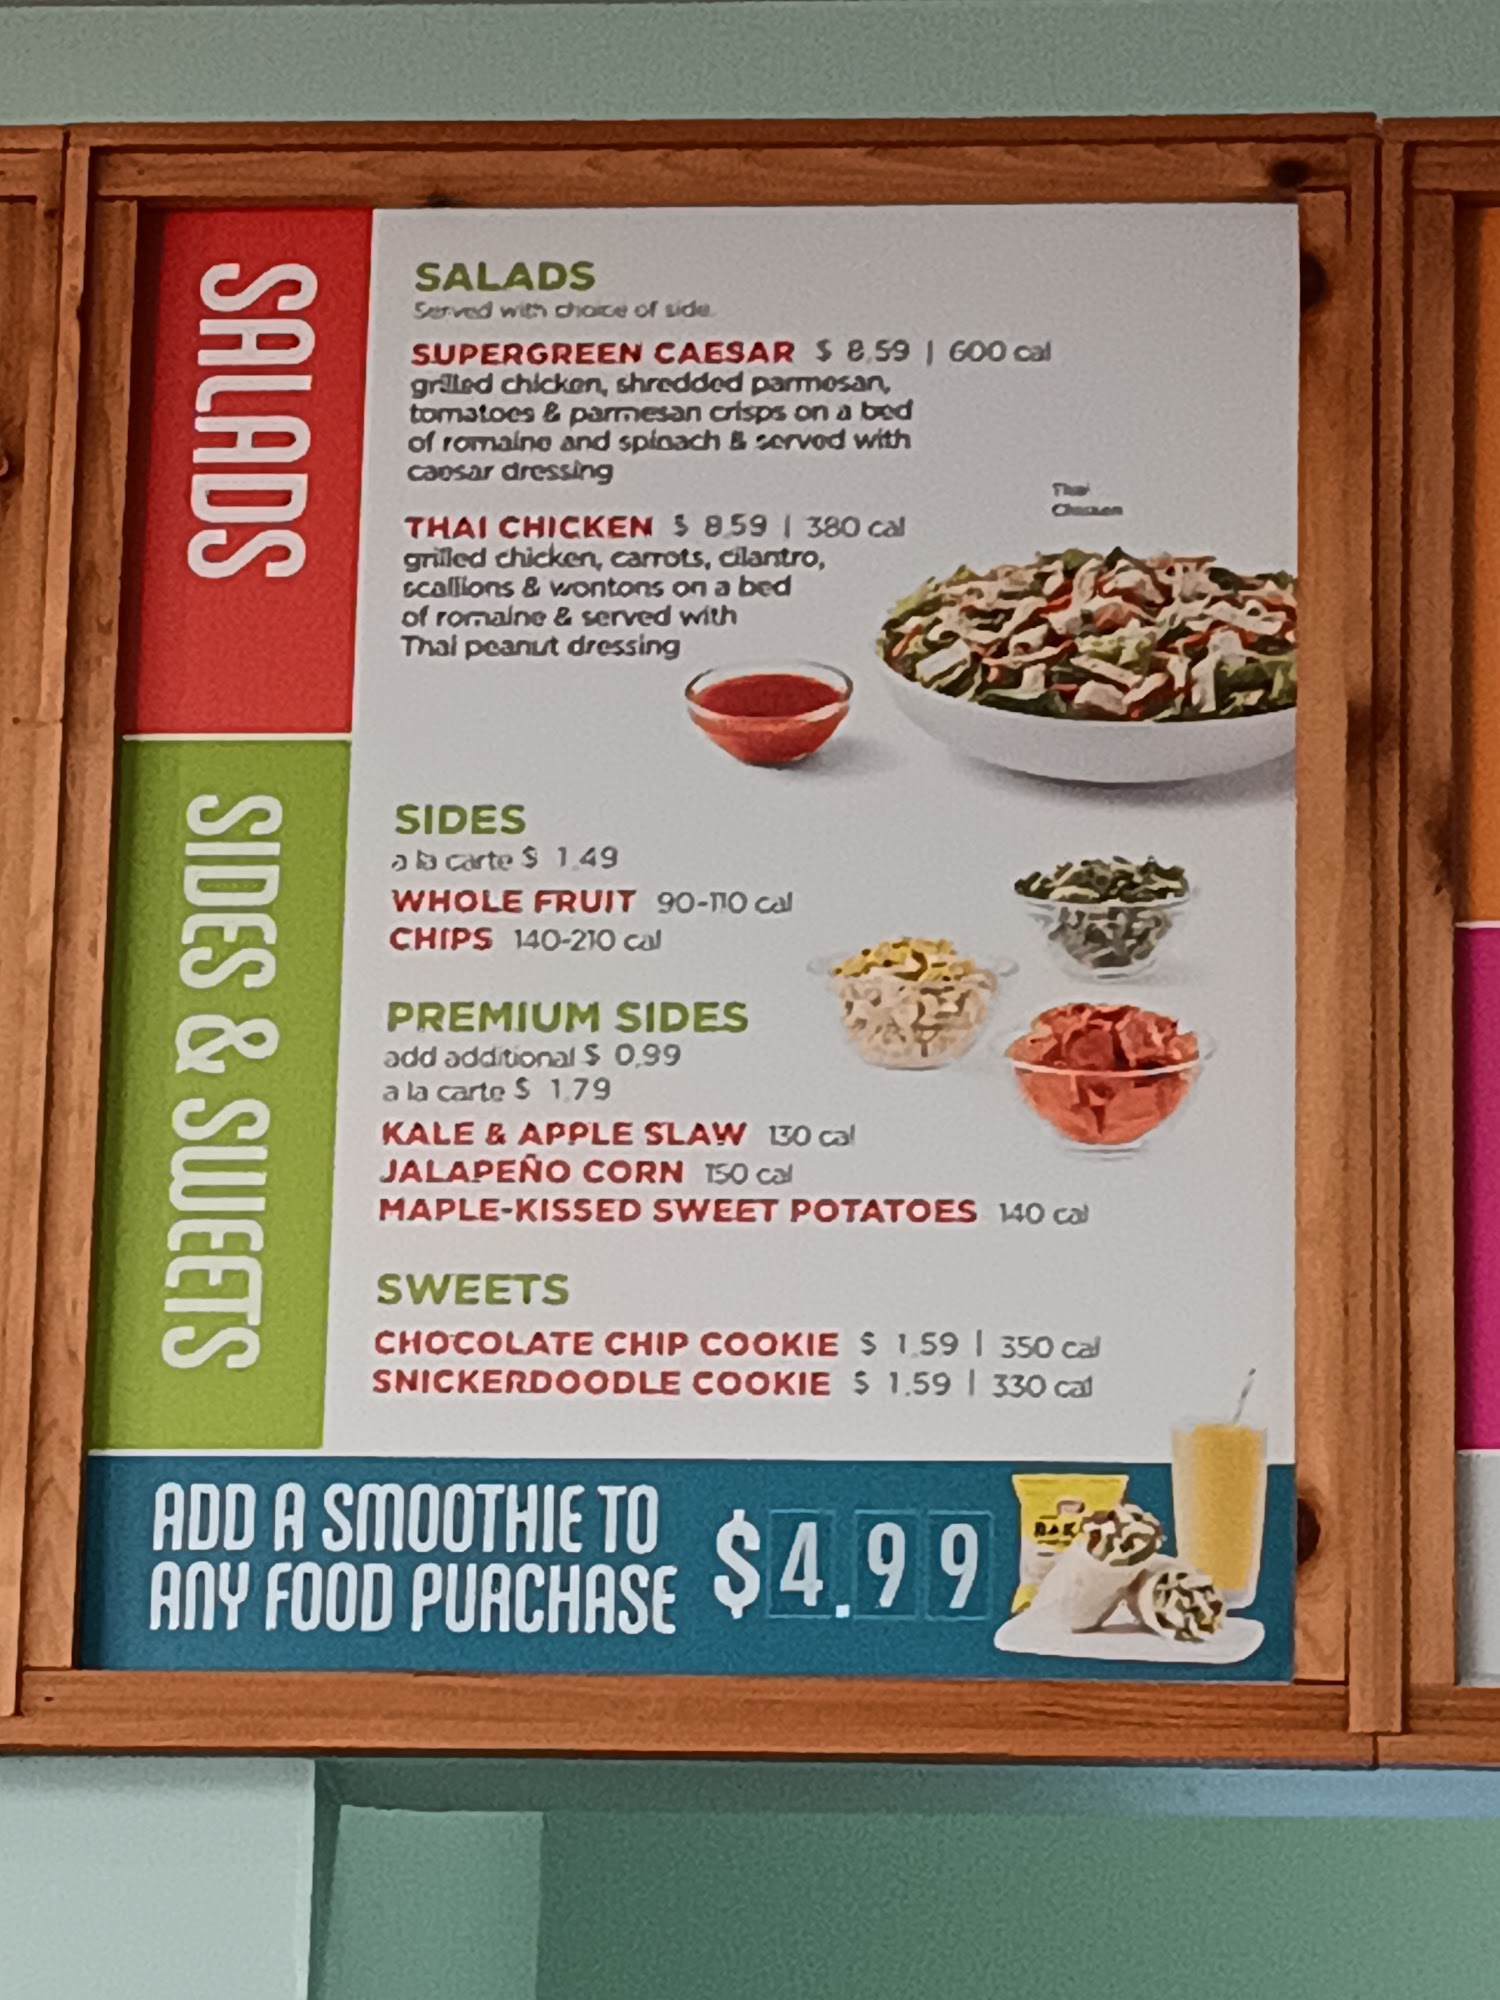 SALADS
SALADS
Served with choice of side.
SUPERGREEN CAESAR $ 8.59 | 600 cal
grilled chicken, shredded parmesan,
tomatoes & parmesan crisps on a bed
of romaine and spinach & served with
caesar dressing
THAI CHICKEN $ 8.59 | 380 cal
grilled chicken, carrots, cilantro,
scallions & wontons on a bed
of romaine & served with
Thai peanut dressing
Thai
Chicken
SIDES & SWEETS
SIDES
a la carte $ 1.49
WHOLE FRUIT 90-110 cal
CHIPS 140-210 cal
PREMIUM SIDES
add additional $ 0.99
a la carte $ 1.79
KALE & APPLE SLAW 130 cal
JALAPEÑO CORN 150 cal
MAPLE-KISSED SWEET POTATOES 140 cal
SWEETS
CHOCOLATE CHIP COOKIE $ 1.59 | 350 cal
SNICKERDOODLE COOKIE $ 1.59 | 330 cal
ADD A SMOOTHIE TO
ANY FOOD PURCHASE $4.99